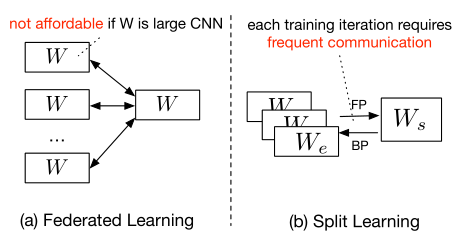 not affordable if W is large CNN
W
W
W
...
W
(a) Federated Learning
each training iteration requires
frequent communication
W
W
We
FP
BP
Ws
(b) Split Learning